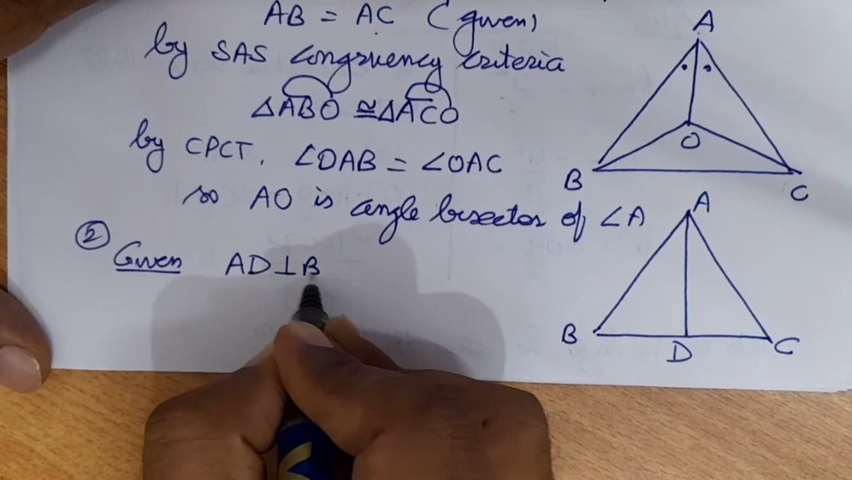 AB = AC (given)
by SAS congruency criteria
△ABO ≅ △ACO
by CPCT, ∠OAB = ∠OAC
so AO is angle bisector of ∠A
② Given AD ⊥ B
A
O
B
C
A
B
D
C